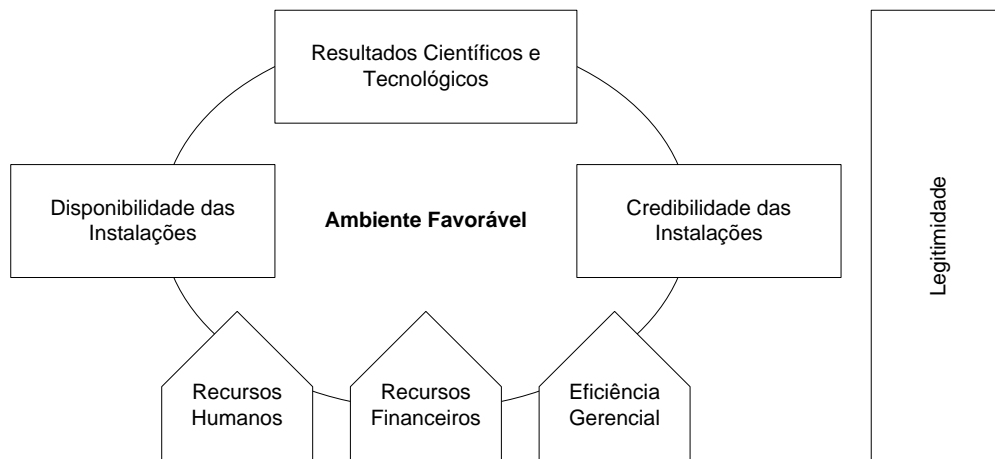 Resultados Científicos e
Tecnológicos
Disponibilidade das
Instalações
Ambiente Favorável
Credibilidade das
Instalações
Recursos
Humanos
Recursos
Financeiros
Eficiência
Gerencial
Legitimidade